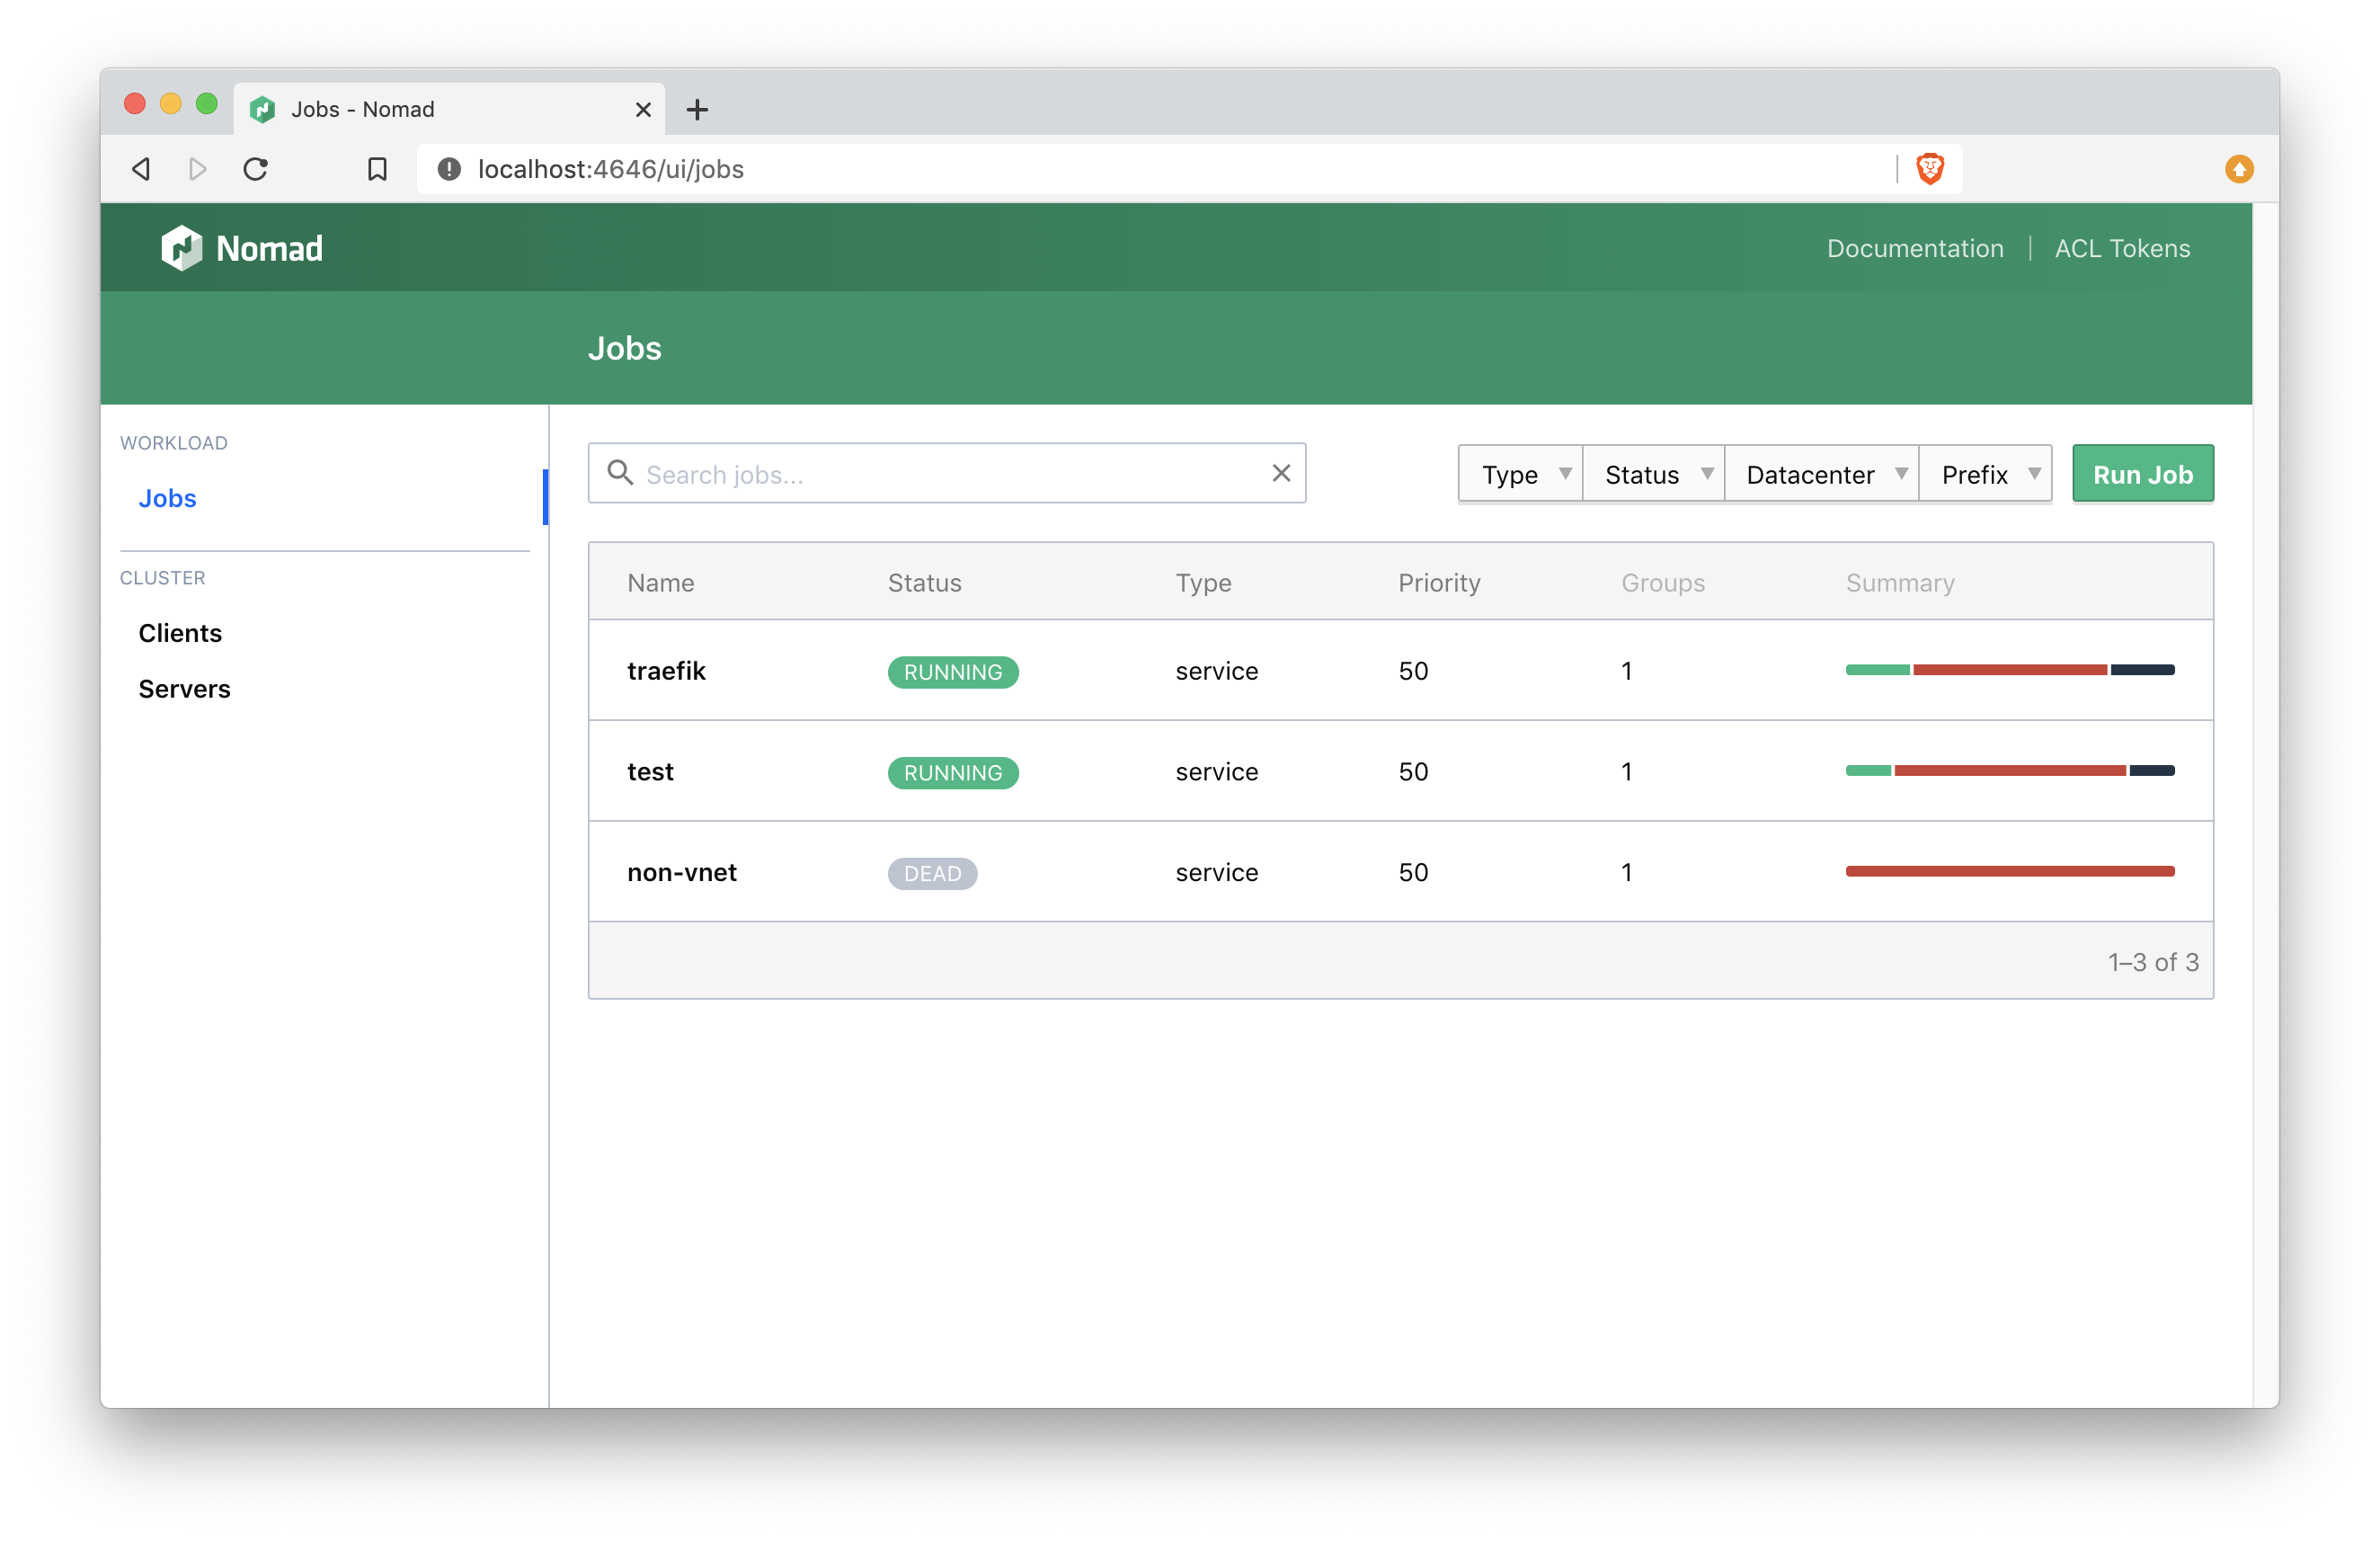 Jobs - Nomad
localhost:4646/ui/jobs
Nomad
Documentation
ACL Tokens
Jobs
WORKLOAD
Jobs
CLUSTER
Clients
Servers
Search jobs...
Type
Status
Datacenter
Prefix
Run Job
Name Status Type Priority Groups Summary
traefik RUNNING service 50 1
test RUNNING service 50 1
non-vnet DEAD service 50 1
1–3 of 3